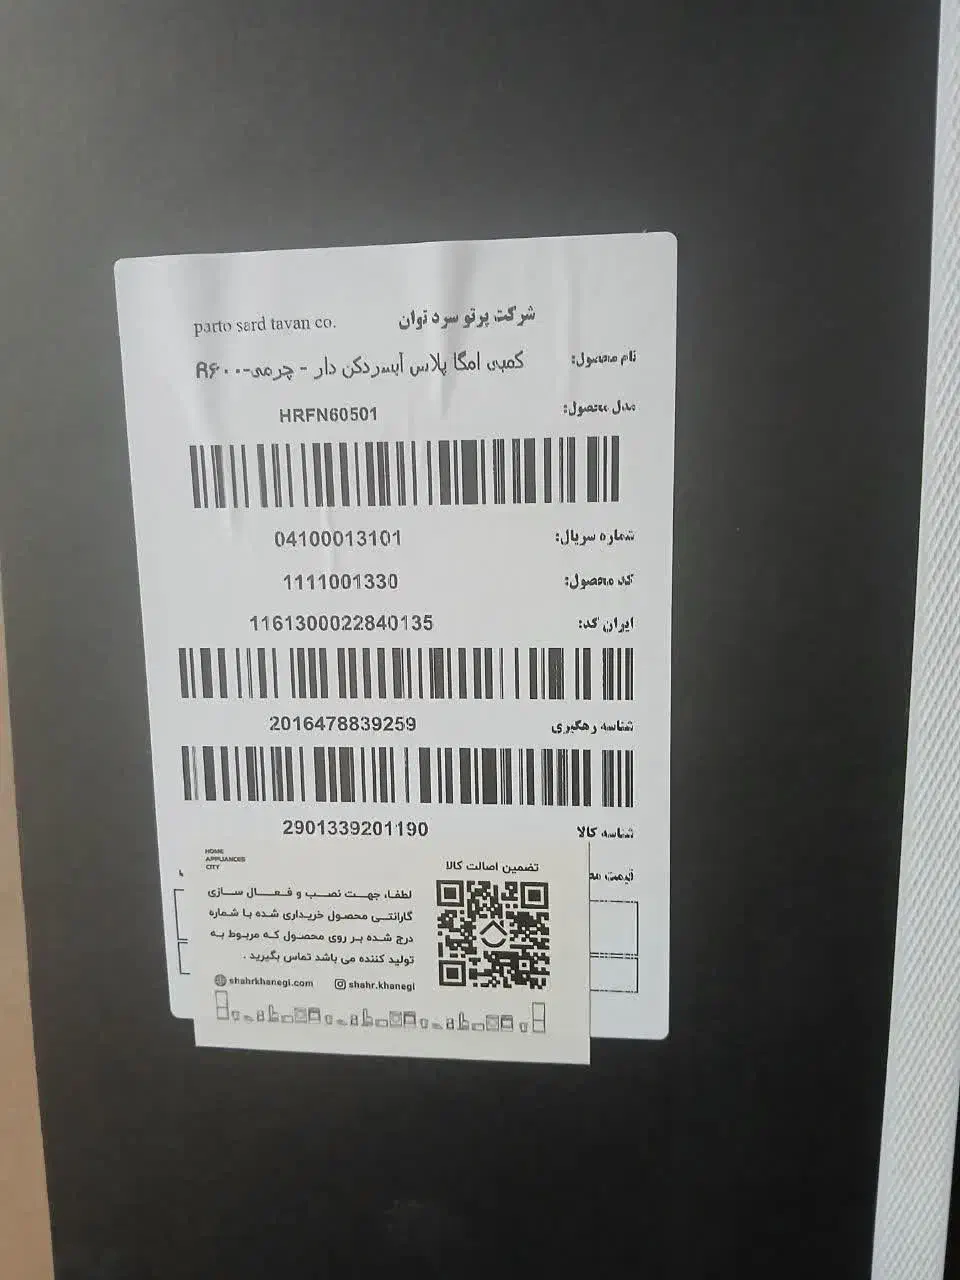 شرکت پرتو سرد توان parto sard tavan co.
نام محصول: کمبی امگا پلاس آبسردکن دار - چرمی-A۶۰۰
مدل محصول: HRFN60501
شماره سریال: 04100013101
کد محصول: 1111001330
ایران کد: 1161300022840135
شناسه رهگیری 2016478839259
شناسه کالا 2901339201190
قیمت
HOME
APPLIANCES
CITY
تضمین اصالت کالا
لطفا، جهت نصب و فعال سازی
گارانتی محصول خریداری شده با شماره
درج شده بر روی محصول که مربوط به
تولید کننده می باشد تماس بگیرید .
shahrkhanegi.com shahr.khanegi